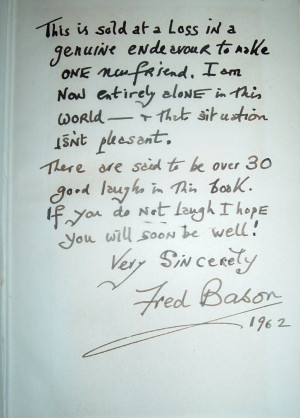 This is sold at a Loss in a
genuine endeavour to make
ONE new friend. I am
NOW entirely alone in this
WORLD — & that situation
isn't pleasant.
There are said to be over 30
good laughs in this book.
If you do NOT laugh I hope
you will SOON be well!
Very Sincerely
Fred Bason
1962